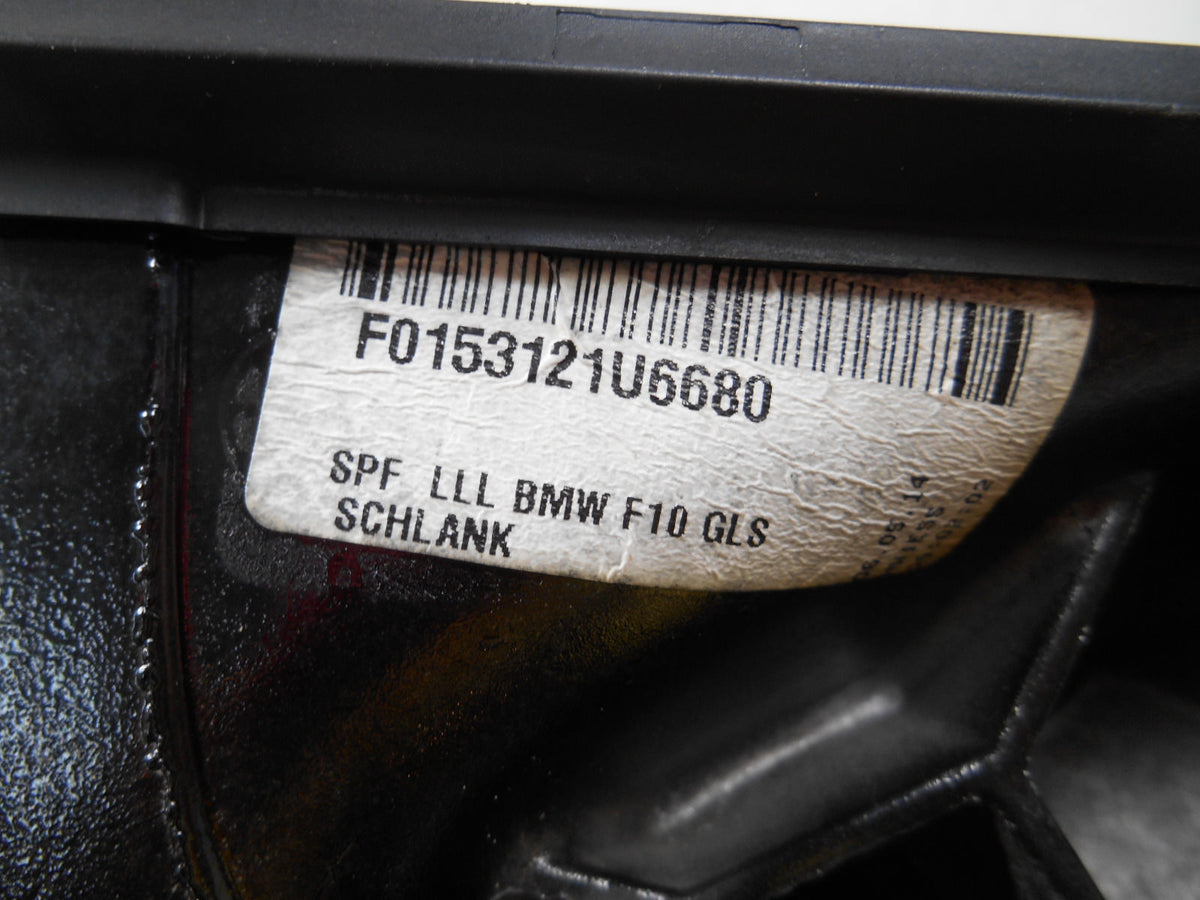 F0153121U6680
SPF LLL BMW F10 GLS
SCHLANK